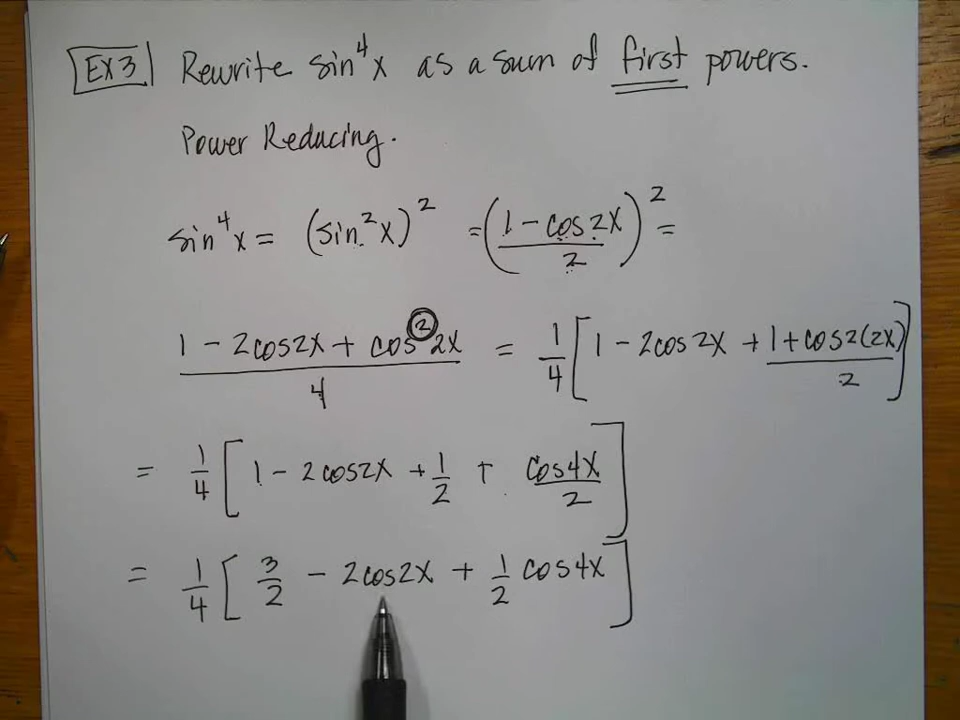 Ex 3 Rewrite sin⁴x as a sum of first powers.
Power Reducing.
sin⁴x = (sin²x)² = ((1 - cos2x)/2)² =
(1 - 2cos2x + cos²2x)/4 = 1/4 [1 - 2cos2x + (1 + cos2(2x))/2]
= 1/4 [1 - 2cos2x + 1/2 + cos4x/2]
= 1/4 [3/2 - 2cos2x + 1/2 cos4x]